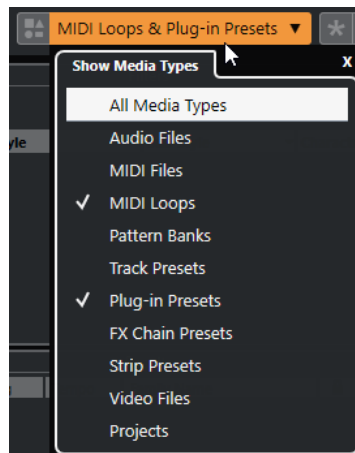 MIDI Loops & Plug-in Presets
Show Media Types
X
yle
All Media Types
Audio Files
MIDI Files
MIDI Loops
Pattern Banks
Track Presets
Plug-in Presets
FX Chain Presets
Strip Presets
Video Files
Projects